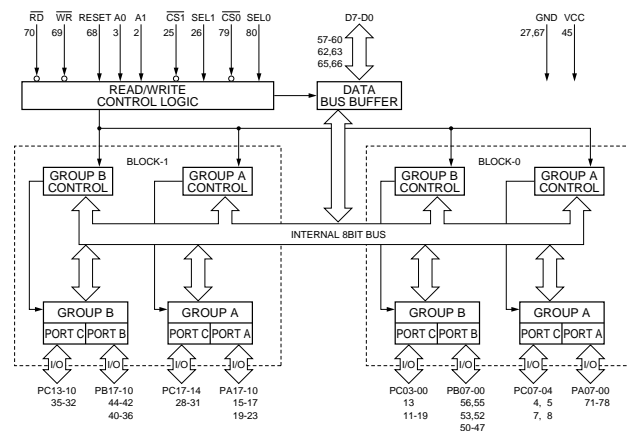 RD WR RESET A0 A1 CS1 SEL1 CS0 SEL0 D7-D0 GND VCC
70 69 68 3 2 25 26 79 80 57-60 27,67 45
62,63
65,66
READ/WRITE
CONTROL LOGIC
DATA
BUS BUFFER
BLOCK-1 BLOCK-0
GROUP B
CONTROL
GROUP A
CONTROL
GROUP B
CONTROL
GROUP A
CONTROL
INTERNAL 8BIT BUS
GROUP B GROUP A GROUP B GROUP A
PORT C PORT B PORT C PORT A PORT C PORT B PORT C PORT A
I/O I/O I/O I/O I/O I/O I/O I/O
PC13-10 PB17-10 PC17-14 PA17-10 PC03-00 PB07-00 PC07-04 PA07-00
35-32 44-42 28-31 15-17 13 56,55 4, 5 71-78
40-36 19-23 11-19 53,52 7, 8
50-47